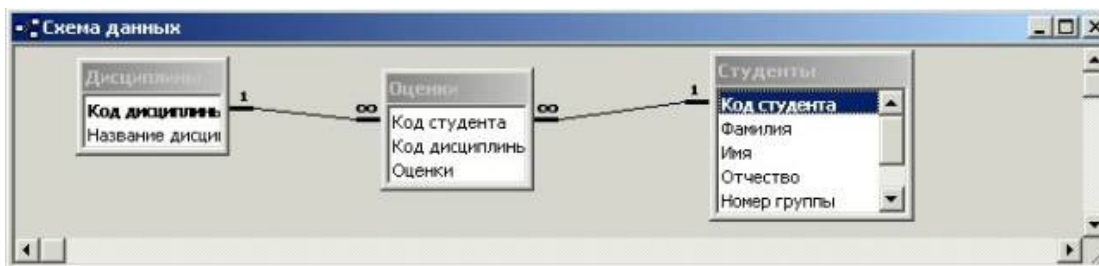 Схема данных
Дисциплины
Код дисциплинь
Название дисци
1
∞
Оценки
Код студента
Код дисциплинь
Оценки
∞
1
Студенты
Код студента
Фамилия
Имя
Отчество
Номер группы